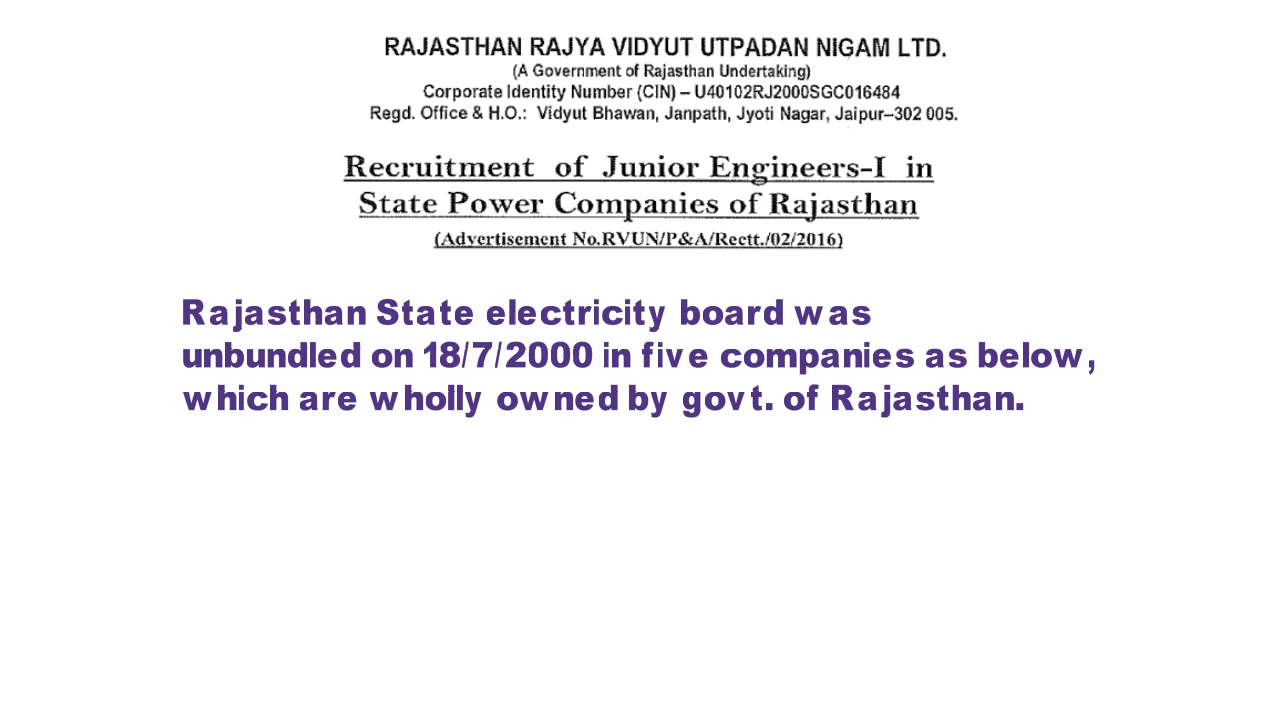 RAJASTHAN RAJYA VIDYUT UTPADAN NIGAM LTD.
(A Government of Rajasthan Undertaking)
Corporate Identity Number (CIN) – U40102RJ2000SGC016484
Regd. Office & H.O.: Vidyut Bhawan, Janpath, Jyoti Nagar, Jaipur–302 005.
Recruitment of Junior Engineers-I in
State Power Companies of Rajasthan
(Advertisement No.RVUN/P&A/Rectt./02/2016)
Rajasthan State electricity board was
unbundled on 18/7/2000 in five companies as below,
which are wholly owned by govt. of Rajasthan.